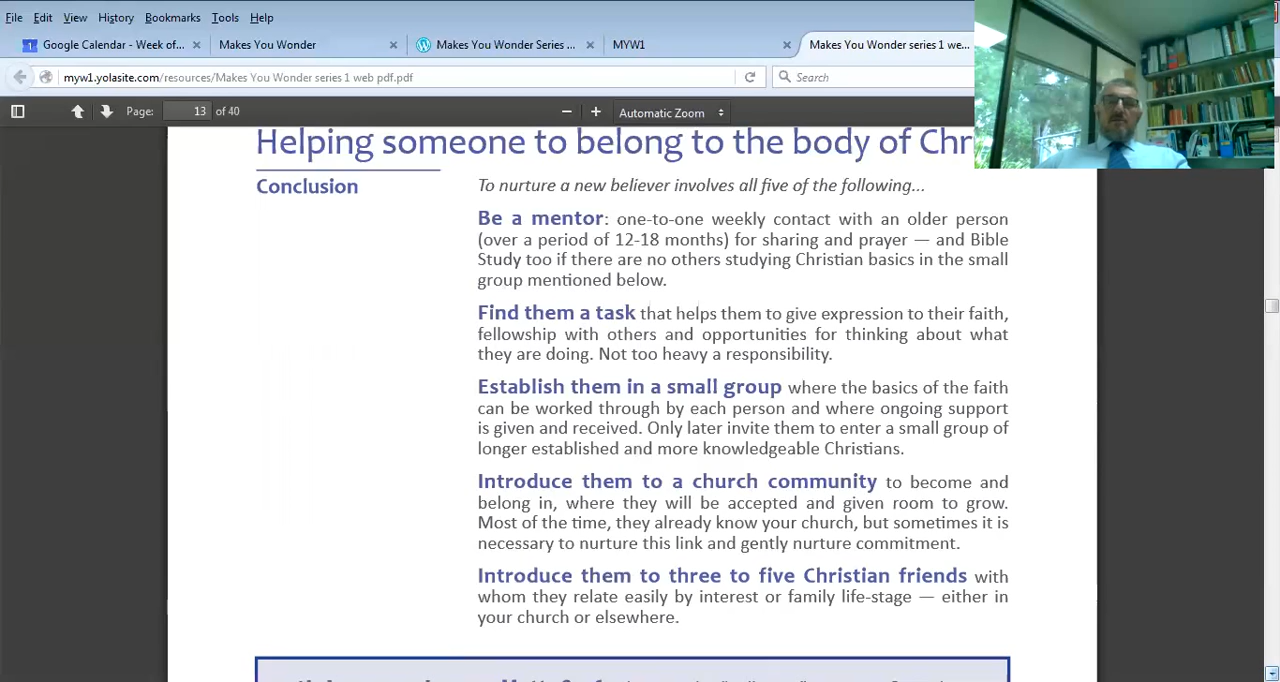 File Edit View History Bookmarks Tools Help
Google Calendar - Week of... × Makes You Wonder × Makes You Wonder Series ... × MYW1 × Makes You Wonder series 1 we...
myw1.yolasite.com/resources/Makes You Wonder series 1 web pdf.pdf Search
Page: 13 of 40 Automatic Zoom
Helping someone to belong to the body of Chr
Conclusion
To nurture a new believer involves all five of the following...
Be a mentor: one-to-one weekly contact with an older person
(over a period of 12-18 months) for sharing and prayer — and Bible
Study too if there are no others studying Christian basics in the small
group mentioned below.
Find them a task that helps them to give expression to their faith,
fellowship with others and opportunities for thinking about what
they are doing. Not too heavy a responsibility.
Establish them in a small group where the basics of the faith
can be worked through by each person and where ongoing support
is given and received. Only later invite them to enter a small group of
longer established and more knowledgeable Christians.
Introduce them to a church community to become and
belong in, where they will be accepted and given room to grow.
Most of the time, they already know your church, but sometimes it is
necessary to nurture this link and gently nurture commitment.
Introduce them to three to five Christian friends with
whom they relate easily by interest or family life-stage — either in
your church or elsewhere.